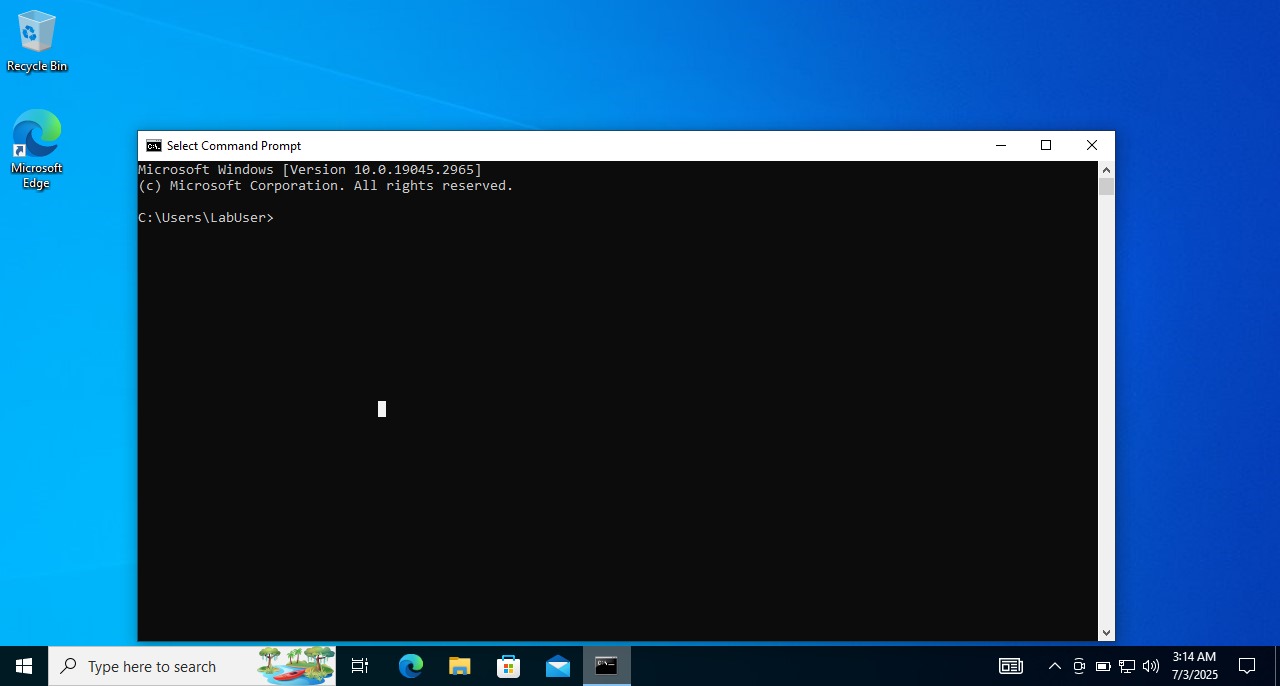 Recycle Bin
Microsoft
Edge
Select Command Prompt
Microsoft Windows [Version 10.0.19045.2965]
(c) Microsoft Corporation. All rights reserved.
C:\Users\LabUser>
Type here to search
3:14 AM
7/3/2025